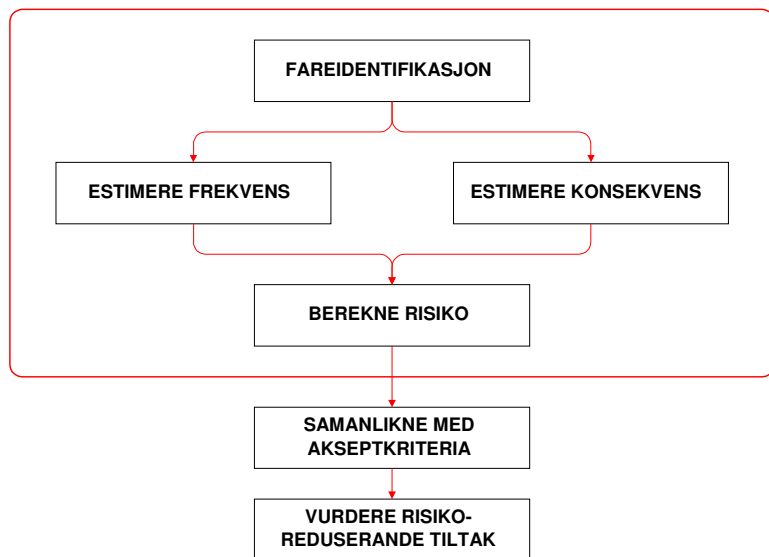 FAREIDENTIFIKASJON
ESTIMERE FREKVENS
ESTIMERE KONSEKVENS
BEREKNE RISIKO
SAMANLIKNE MED
AKSEPTKRITERIA
VURDERE RISIKO-
REDUSERANDE TILTAK